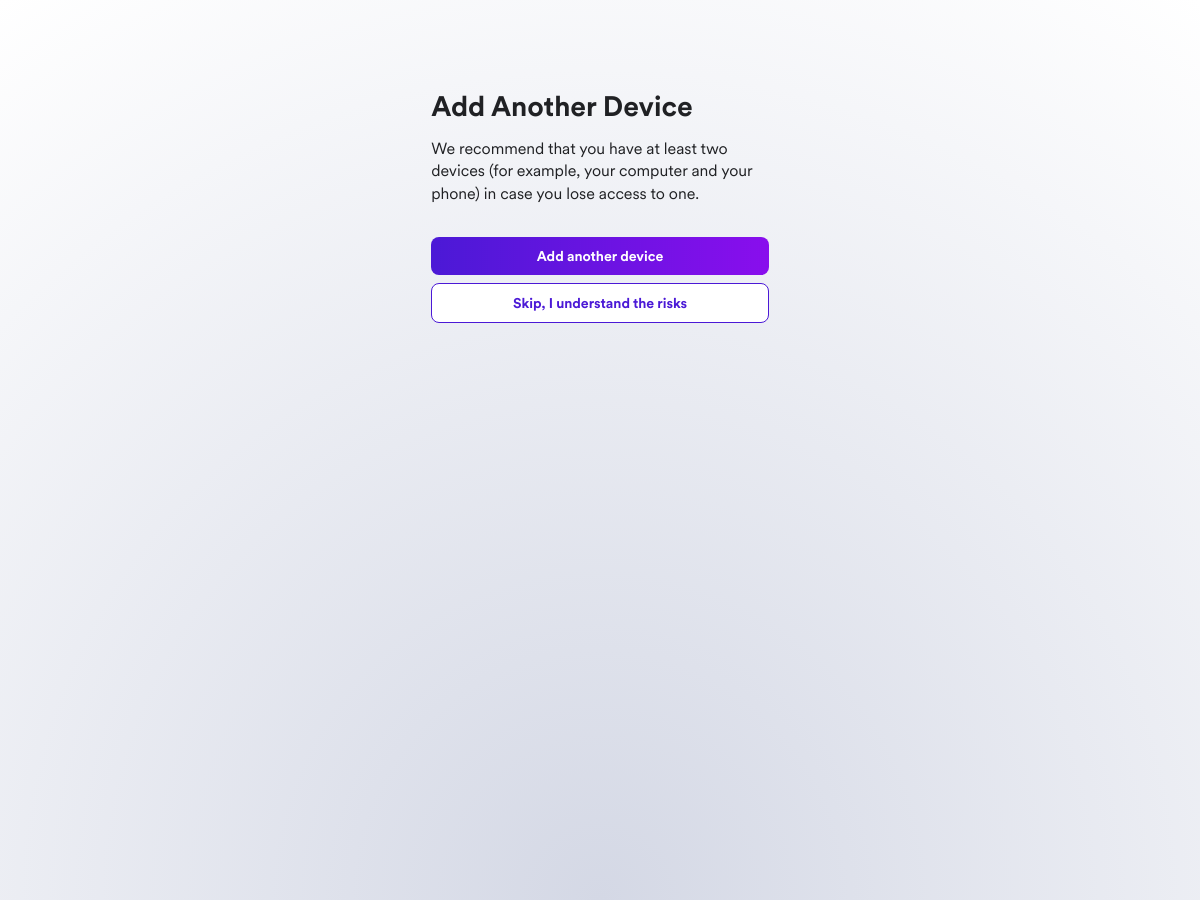 Add Another Device
We recommend that you have at least two
devices (for example, your computer and your
phone) in case you lose access to one.
Add another device
Skip, I understand the risks